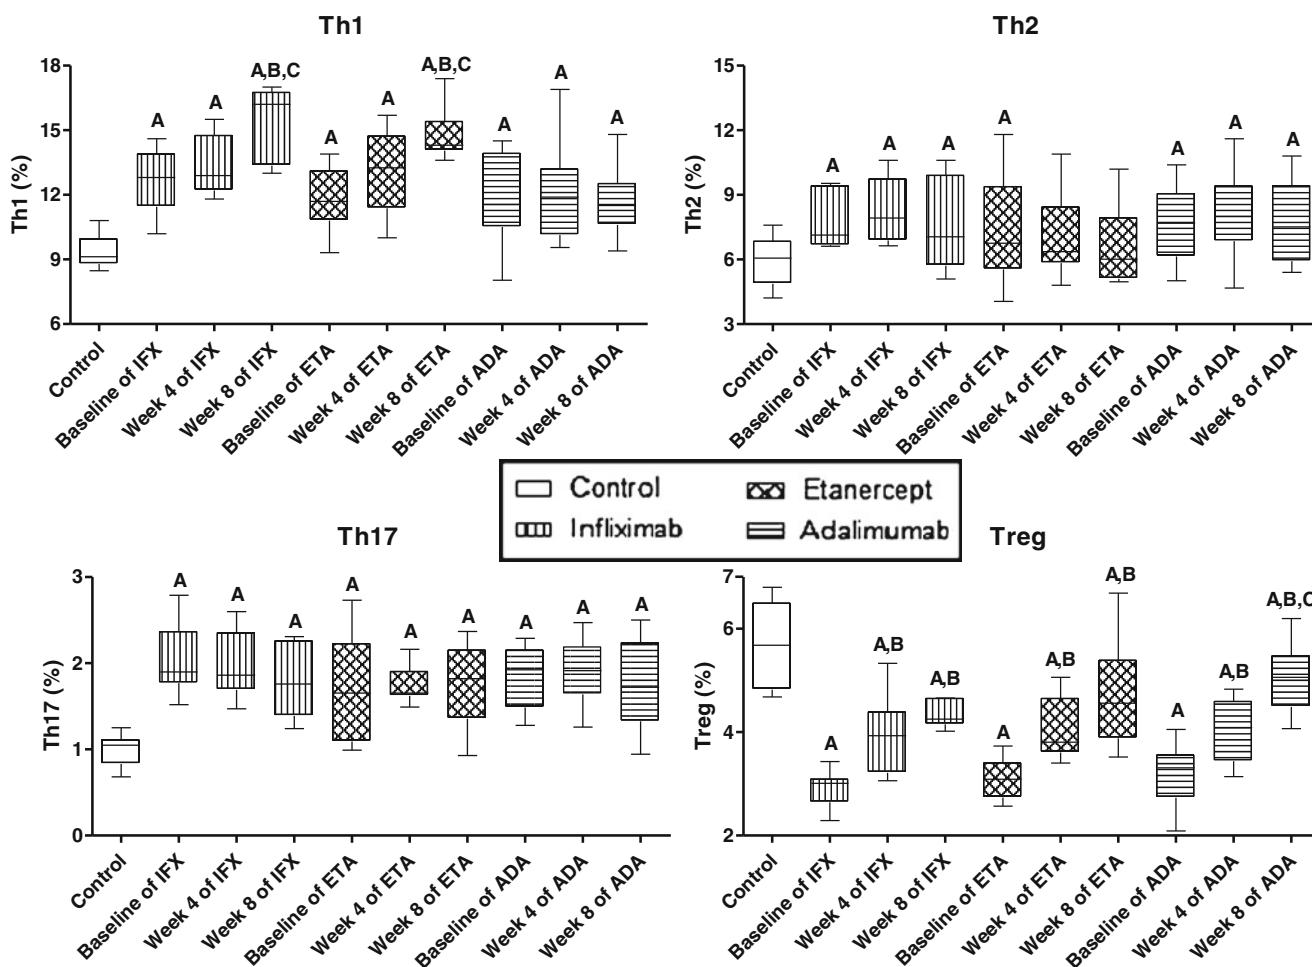 Th1
Th1 (%)
18
15
12
9
6
A
A
A,B,C
A
A
A,B,C
A
A
A
Control
Baseline of IFX
Week 4 of IFX
Week 8 of IFX
Baseline of ETA
Week 4 of ETA
Week 8 of ETA
Baseline of ADA
Week 4 of ADA
Week 8 of ADA
Th2
Th2 (%)
15
12
9
6
3
A
A
A
A
A
A
A
Control
Baseline of IFX
Week 4 of IFX
Week 8 of IFX
Baseline of ETA
Week 4 of ETA
Week 8 of ETA
Baseline of ADA
Week 4 of ADA
Week 8 of ADA
Control
Etanercept
Infliximab
Adalimumab
Th17
Th17 (%)
3
2
1
0
A
A
A
A
A
A
A
A
A
Control
Baseline of IFX
Week 4 of IFX
Week 8 of IFX
Baseline of ETA
Week 4 of ETA
Week 8 of ETA
Baseline of ADA
Week 4 of ADA
Week 8 of ADA
Treg
Treg (%)
7
6
4
2
A
A,B
A,B
A
A,B
A,B
A
A,B
A,B,C
Control
Baseline of IFX
Week 4 of IFX
Week 8 of IFX
Baseline of ETA
Week 4 of ETA
Week 8 of ETA
Baseline of ADA
Week 4 of ADA
Week 8 of ADA